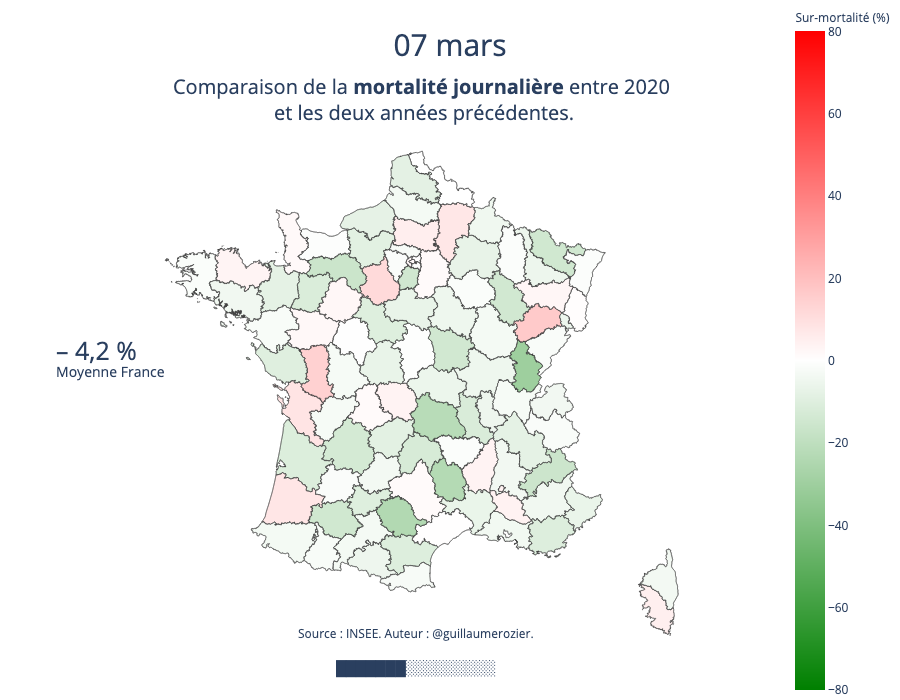 Sur-mortalité (%)
07 mars
Comparaison de la mortalité journalière entre 2020
et les deux années précédentes.
– 4,2 %
Moyenne France
80
60
40
20
0
−20
−40
−60
−80
Source : INSEE. Auteur : @guillaumerozier.